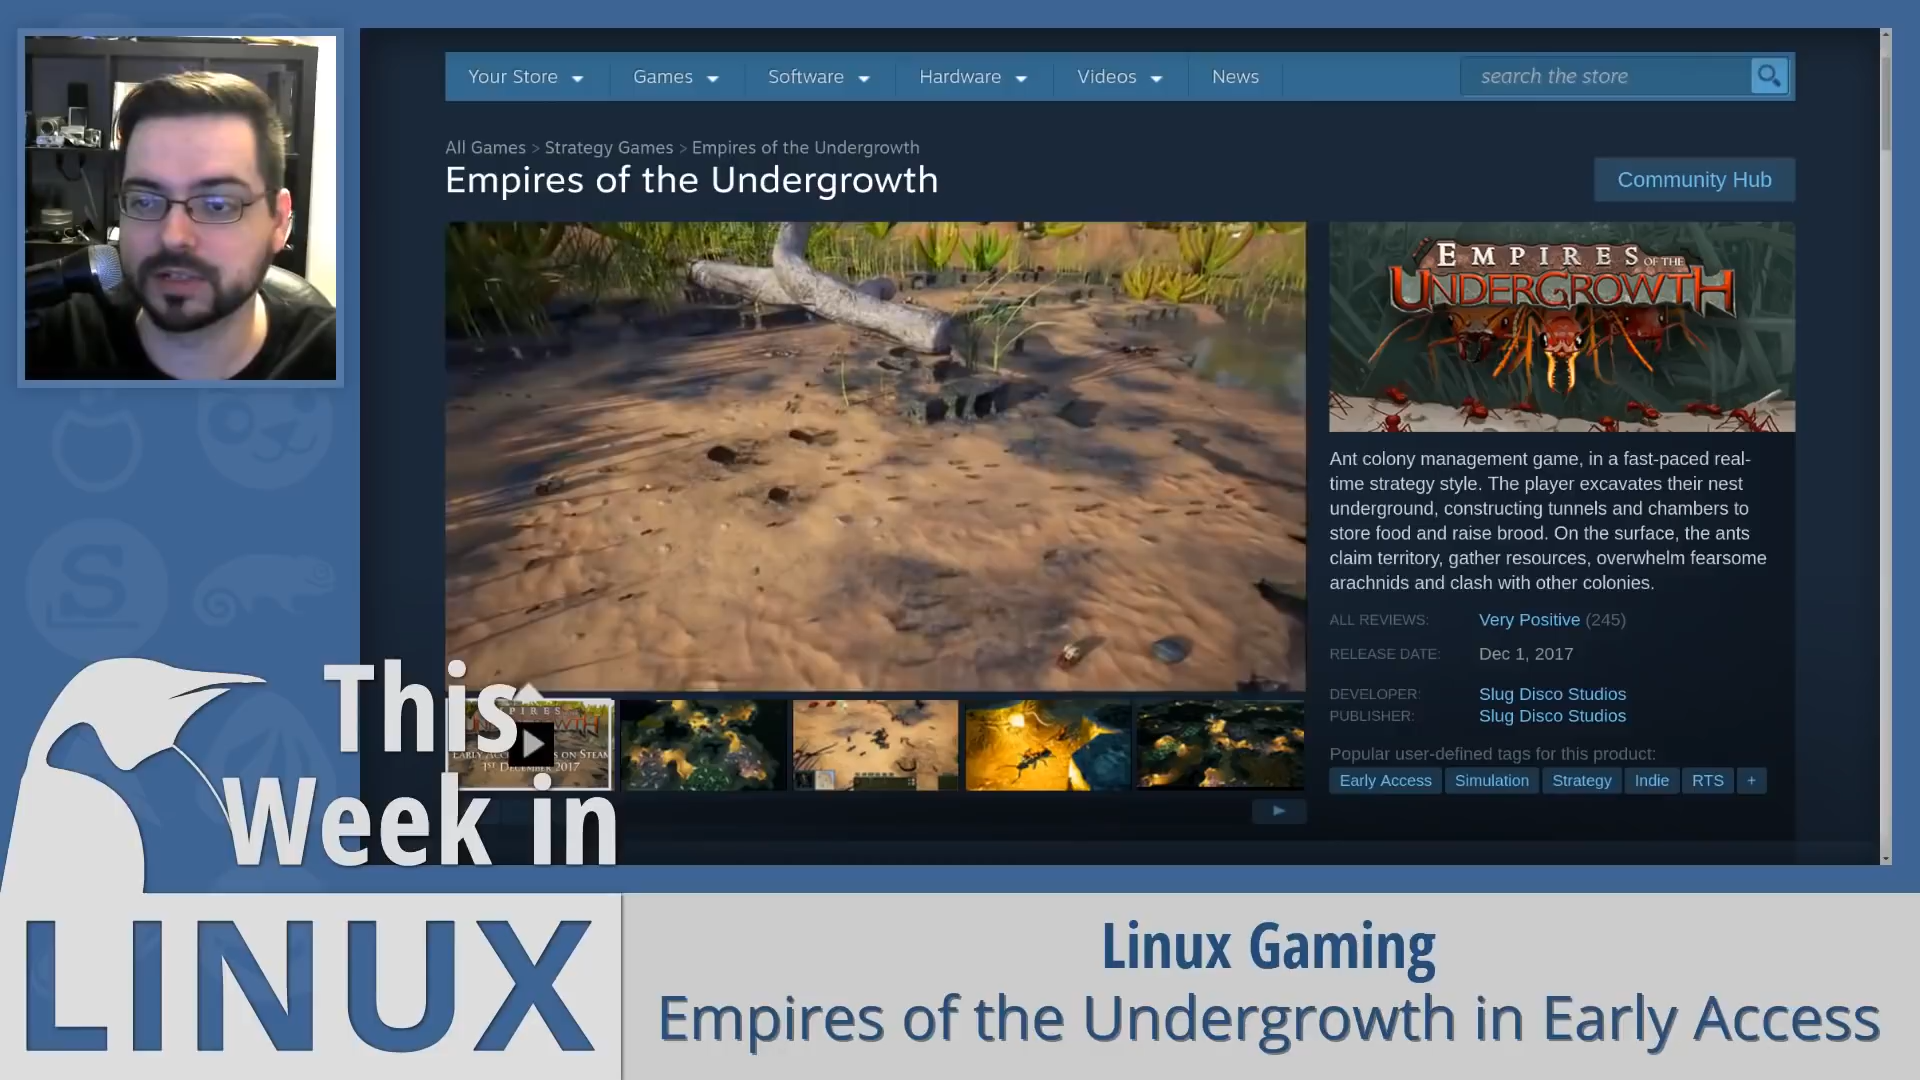 Your Store
Games
Software
Hardware
Videos
News
search the store
All Games > Strategy Games > Empires of the Undergrowth
Empires of the Undergrowth
Community Hub
EMPIRES OF THE
UNDERGROWTH
Ant colony management game, in a fast-paced real-
time strategy style. The player excavates their nest
underground, constructing tunnels and chambers to
store food and raise brood. On the surface, the ants
claim territory, gather resources, overwhelm fearsome
arachnids and clash with other colonies.
ALL REVIEWS: Very Positive (245)
RELEASE DATE: Dec 1, 2017
DEVELOPER: Slug Disco Studios
PUBLISHER: Slug Disco Studios
Popular user-defined tags for this product:
Early Access Simulation Strategy Indie RTS +
This
Week in
LINUX
Linux Gaming
Empires of the Undergrowth in Early Access